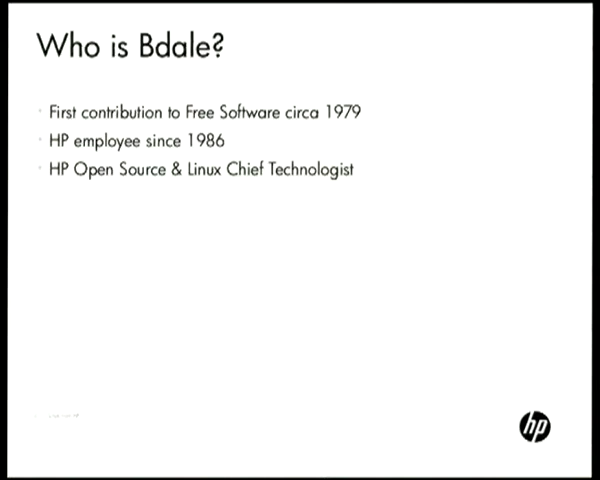 Who is Bdale?
First contribution to Free Software circa 1979
HP employee since 1986
HP Open Source & Linux Chief Technologist
hp